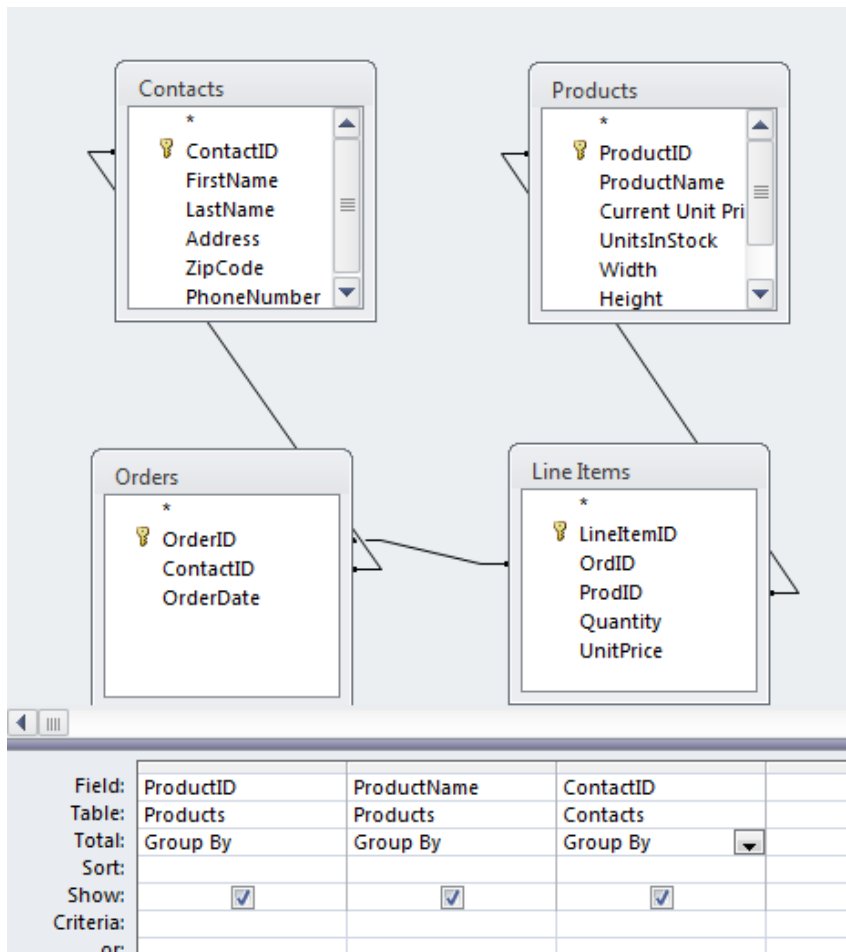 Contacts
*
ContactID
FirstName
LastName
Address
ZipCode
PhoneNumber
Products
*
ProductID
ProductName
Current Unit Pri
UnitsInStock
Width
Height
Orders
*
OrderID
ContactID
OrderDate
Line Items
*
LineItemID
OrdID
ProdID
Quantity
UnitPrice
Field: ProductID ProductName ContactID
Table: Products Products Contacts
Total: Group By Group By Group By
Sort:
Show:
Criteria:
or: